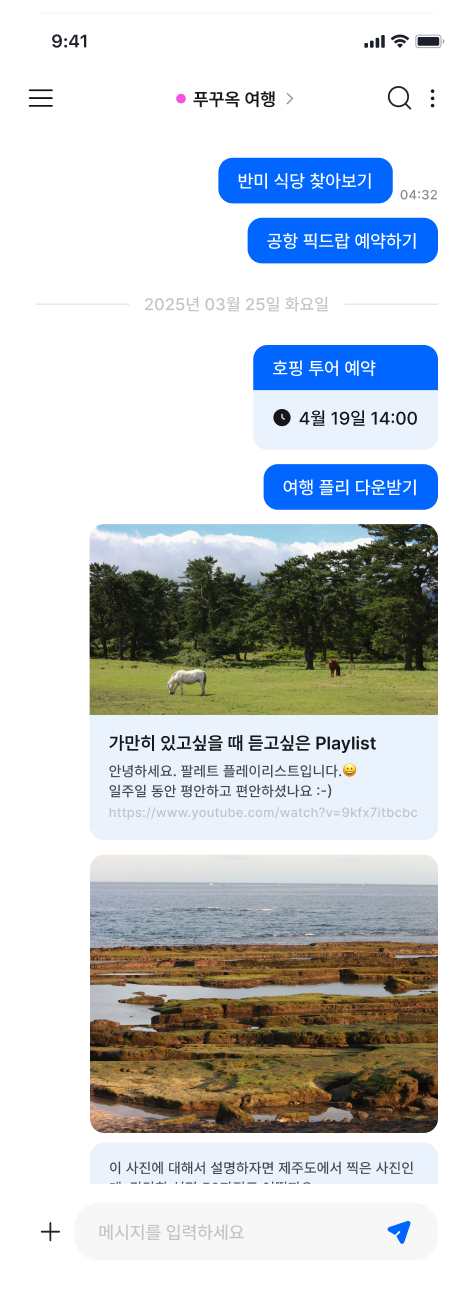 9:41
푸꾸옥 여행
반미 식당 찾아보기
04:32
공항 픽드랍 예약하기
2025년 03월 25일 화요일
호핑 투어 예약
4월 19일 14:00
여행 플리 다운받기
가만히 있고싶을 때 듣고싶은 Playlist
안녕하세요. 팔레트 플레이리스트입니다.😀
일주일 동안 평안하고 편안하셨나요 :-)
https://www.youtube.com/watch?v=9kfx7itbcbc
이 사진에 대해서 설명하자면 제주도에서 찍은 사진인
메시지를 입력하세요